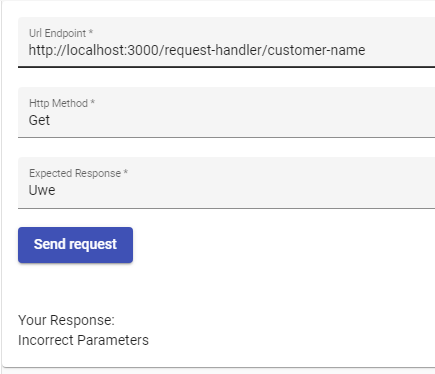 Url Endpoint *
http://localhost:3000/request-handler/customer-name
Http Method *
Get
Expected Response *
Uwe
Send request
Your Response:
Incorrect Parameters